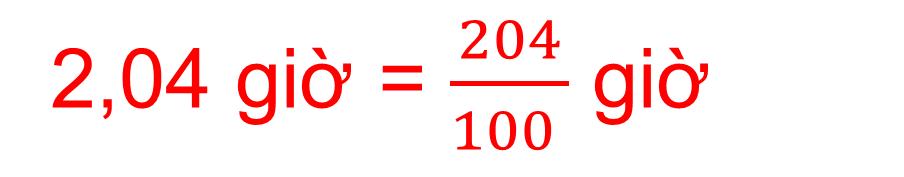 2,04 giờ = 204/100 giờ